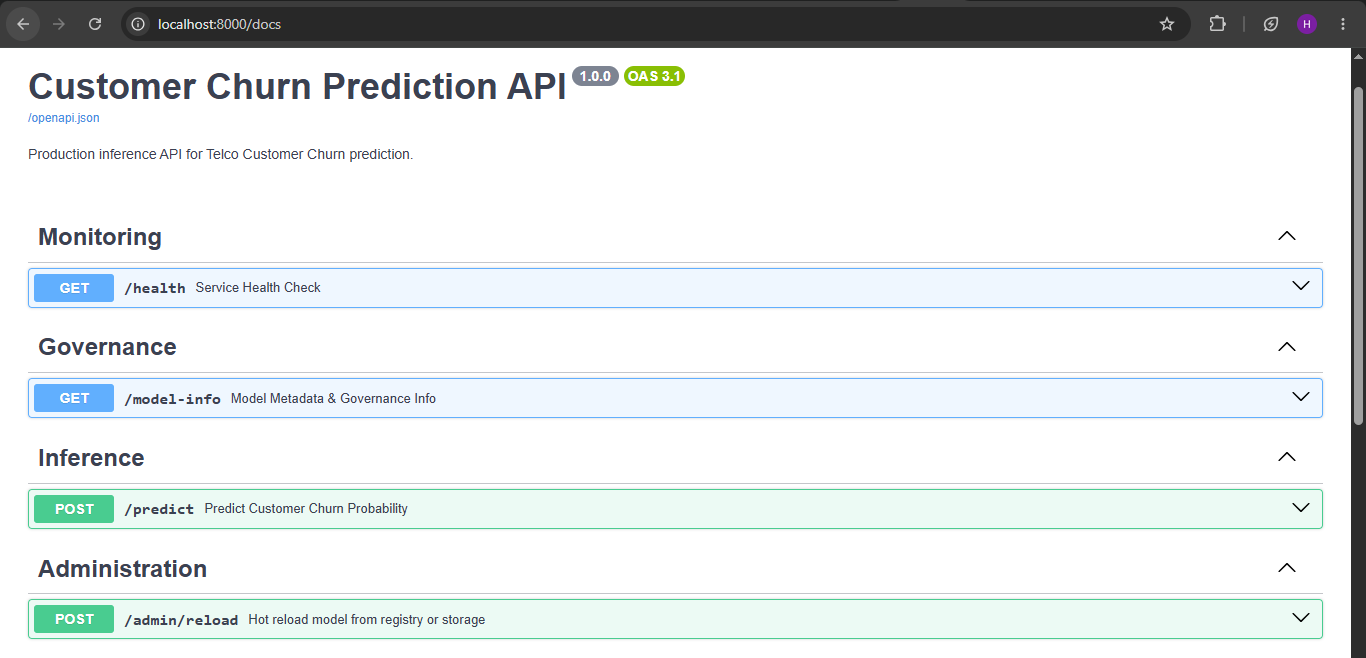 localhost:8000/docs
H
Customer Churn Prediction API 1.0.0 OAS 3.1
/openapi.json
Production inference API for Telco Customer Churn prediction.
Monitoring
GET /health Service Health Check
Governance
GET /model-info Model Metadata & Governance Info
Inference
POST /predict Predict Customer Churn Probability
Administration
POST /admin/reload Hot reload model from registry or storage